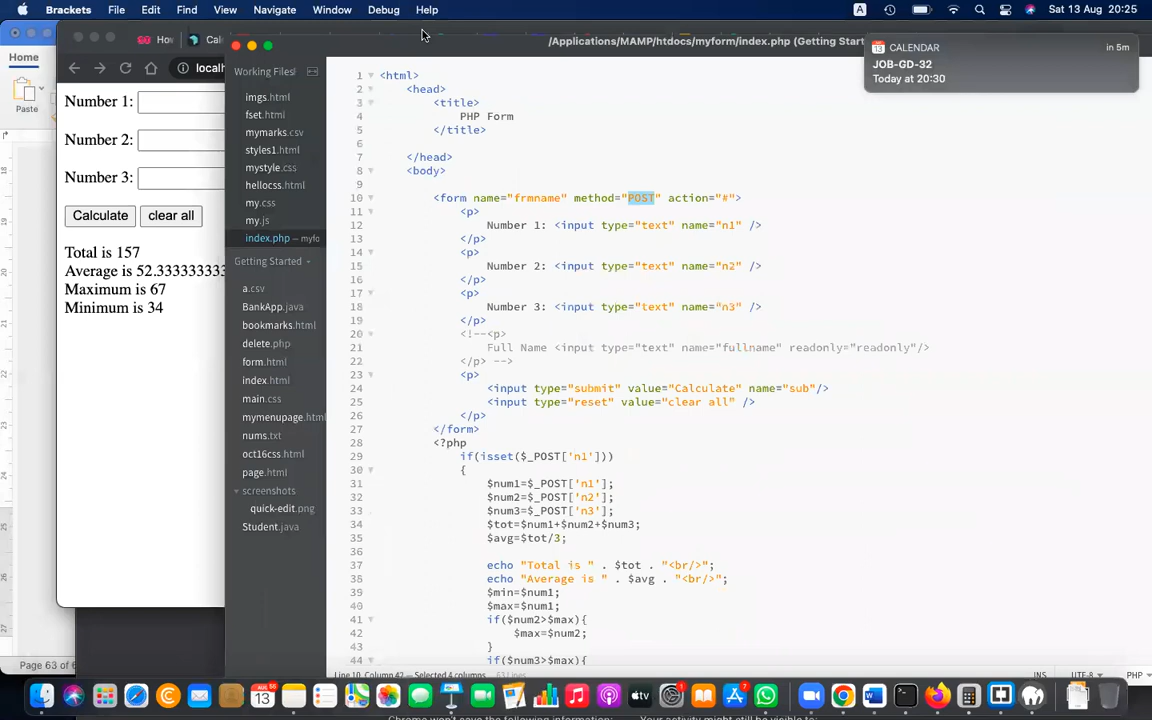 Brackets File Edit Find View Navigate Window Debug Help
A Sat 13 Aug 20:25
Home
Paste
Page 63 of 6
How
localh
Number 1:
Number 2:
Number 3:
Calculate clear all
Total is 157
Average is 52.333333333
Maximum is 67
Minimum is 34
/Applications/MAMP/htdocs/myform/index.php (Getting Start
CALENDAR in 5m
JOB-GD-32
Today at 20:30
Working Files
imgs.html
fset.html
mymarks.csv
styles1.html
mystyle.css
hellocss.html
my.css
my.js
index.php — myfo
Getting Started
a.csv
BankApp.java
bookmarks.html
delete.php
form.html
index.html
main.css
mymenupage.html
nums.txt
oct16css.html
page.html
screenshots
quick-edit.png
Student.java
1 <html>
2 <head>
3 <title>
4 PHP Form
5 </title>
6
7 </head>
8 <body>
9
10 <form name="frmname" method="POST" action="#">
11 <p>
12 Number 1: <input type="text" name="n1" />
13 </p>
14 <p>
15 Number 2: <input type="text" name="n2" />
16 </p>
17 <p>
18 Number 3: <input type="text" name="n3" />
19 </p>
20 <!--<p>
21 Full Name <input type="text" name="fullname" readonly="readonly"/>
22 </p> -->
23 <p>
24 <input type="submit" value="Calculate" name="sub"/>
25 <input type="reset" value="clear all" />
26 </p>
27 </form>
28 <?php
29 if(isset($_POST['n1']))
30 {
31 $num1=$_POST['n1'];
32 $num2=$_POST['n2'];
33 $num3=$_POST['n3'];
34 $tot=$num1+$num2+$num3;
35 $avg=$tot/3;
36
37 echo "Total is " . $tot . "<br/>";
38 echo "Average is " . $avg . "<br/>";
39 $min=$num1;
40 $max=$num1;
41 if($num2>$max){
42 $max=$num2;
43 }
44 if($num3>$max){
Line 10, Column 42 — Selected 4 columns INS UTF-8 PHP
tv